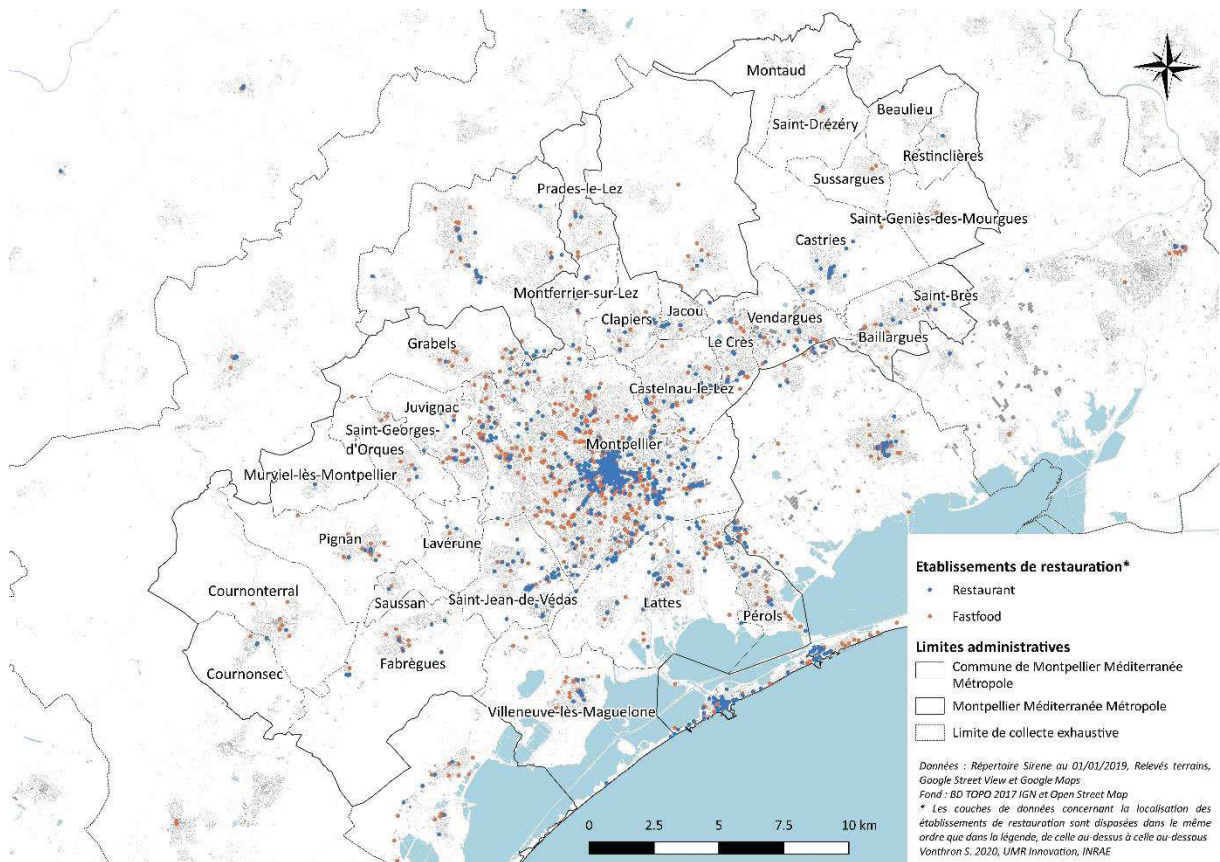 Montaud
Beaulieu
Saint-Drézéry
Restinclières
Sussargues
Prades-le-Lez
Saint-Geniès-des-Mourgues
Castries
Montferrier-sur-Lez
Saint-Brès
Clapiers
Jacou
Vendargues
Baillargues
Le Crès
Grabels
Castelnau-le-Lez
Juvignac
Saint-Georges-
d'Orques
Montpellier
Murviel-lès-Montpellier
Pignan
Lavérune
Cournonterral
Saussan
Saint-Jean-de-Védas
Lattes
Pérols
Fabrègues
Cournonsec
Villeneuve-lès-Maguelone
Etablissements de restauration*
Restaurant
Fastfood
Limites administratives
Commune de Montpellier Méditerranée
Métropole
Montpellier Méditerranée Métropole
Limite de collecte exhaustive
Données : Répertoire Sirene au 01/01/2019, Relevés terrains,
Google Street View et Google Maps
Fond : BD TOPO 2017 IGN et Open Street Map
* Les couches de données concernant la localisation des
établissements de restauration sont disposées dans le même
ordre que dans la légende, de celle au-dessus à celle au-dessous
Vonthron S. 2020, UMR Innovation, INRAE
0 2.5 5 7.5 10 km